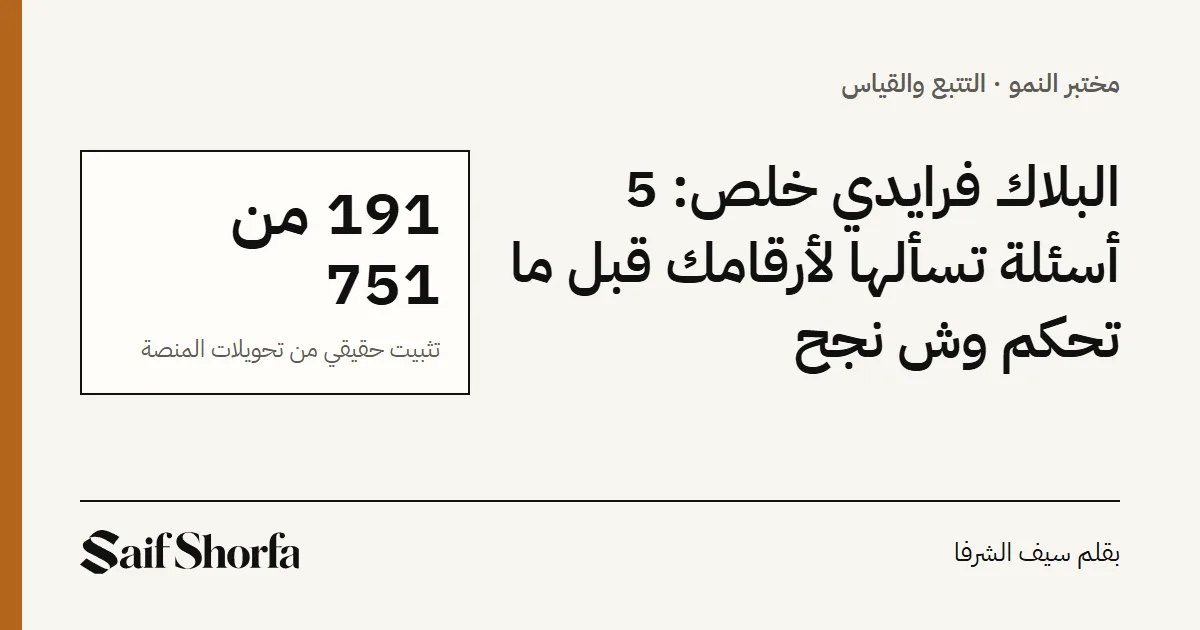 مختبر النمو · التتبع والقياس
البلاك فرايدي خلص: 5
أسئلة تسألها لأرقامك قبل ما
تحكم وش نجح
191 من
751
تثبيت حقيقي من تحويلات المنصة
بقلم سيف الشرفا
Saif Shorfa